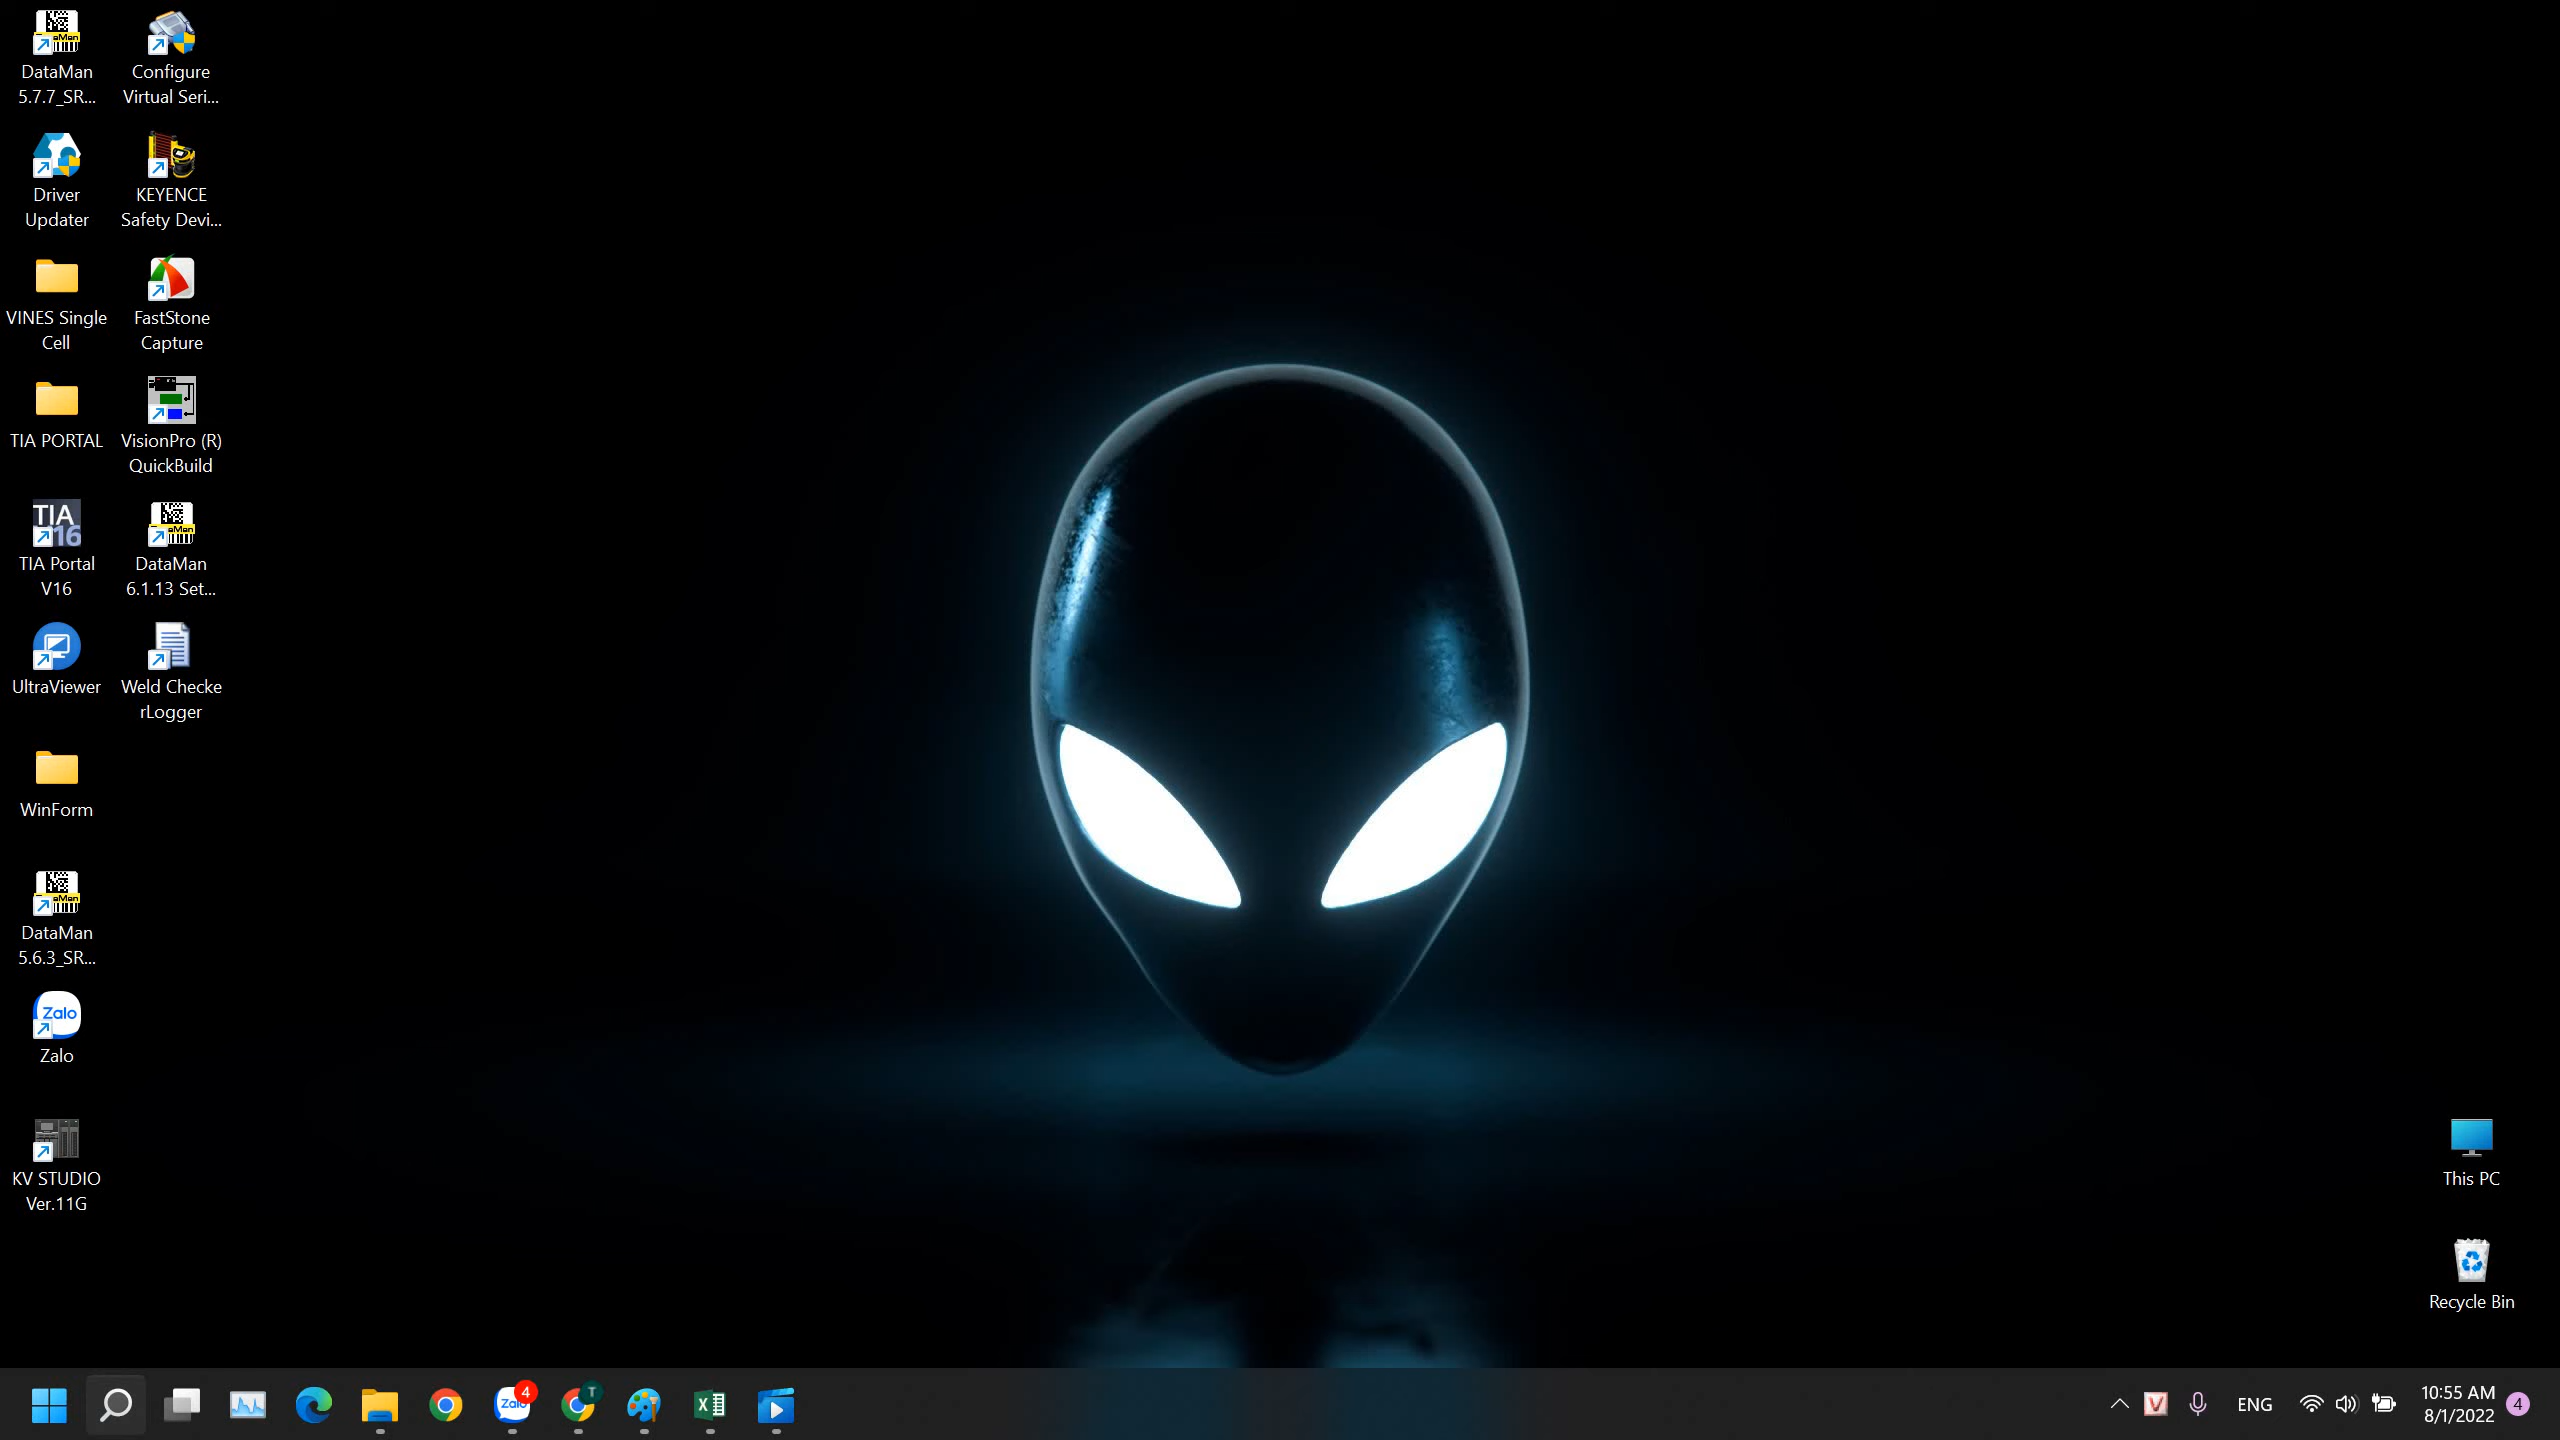 DataMan
5.7.7_SR...
Configure
Virtual Seri...
Driver
Updater
KEYENCE
Safety Devi...
VINES Single
Cell
FastStone
Capture
TIA PORTAL
VisionPro (R)
QuickBuild
TIA
16
TIA Portal
V16
DataMan
6.1.13 Set...
UltraViewer
Weld Checke
rLogger
WinForm
DataMan
5.6.3_SR...
Zalo
Zalo
KV STUDIO
Ver.11G
This PC
Recycle Bin
Zalo
4
T
X
V
ENG
10:55 AM
8/1/2022
4